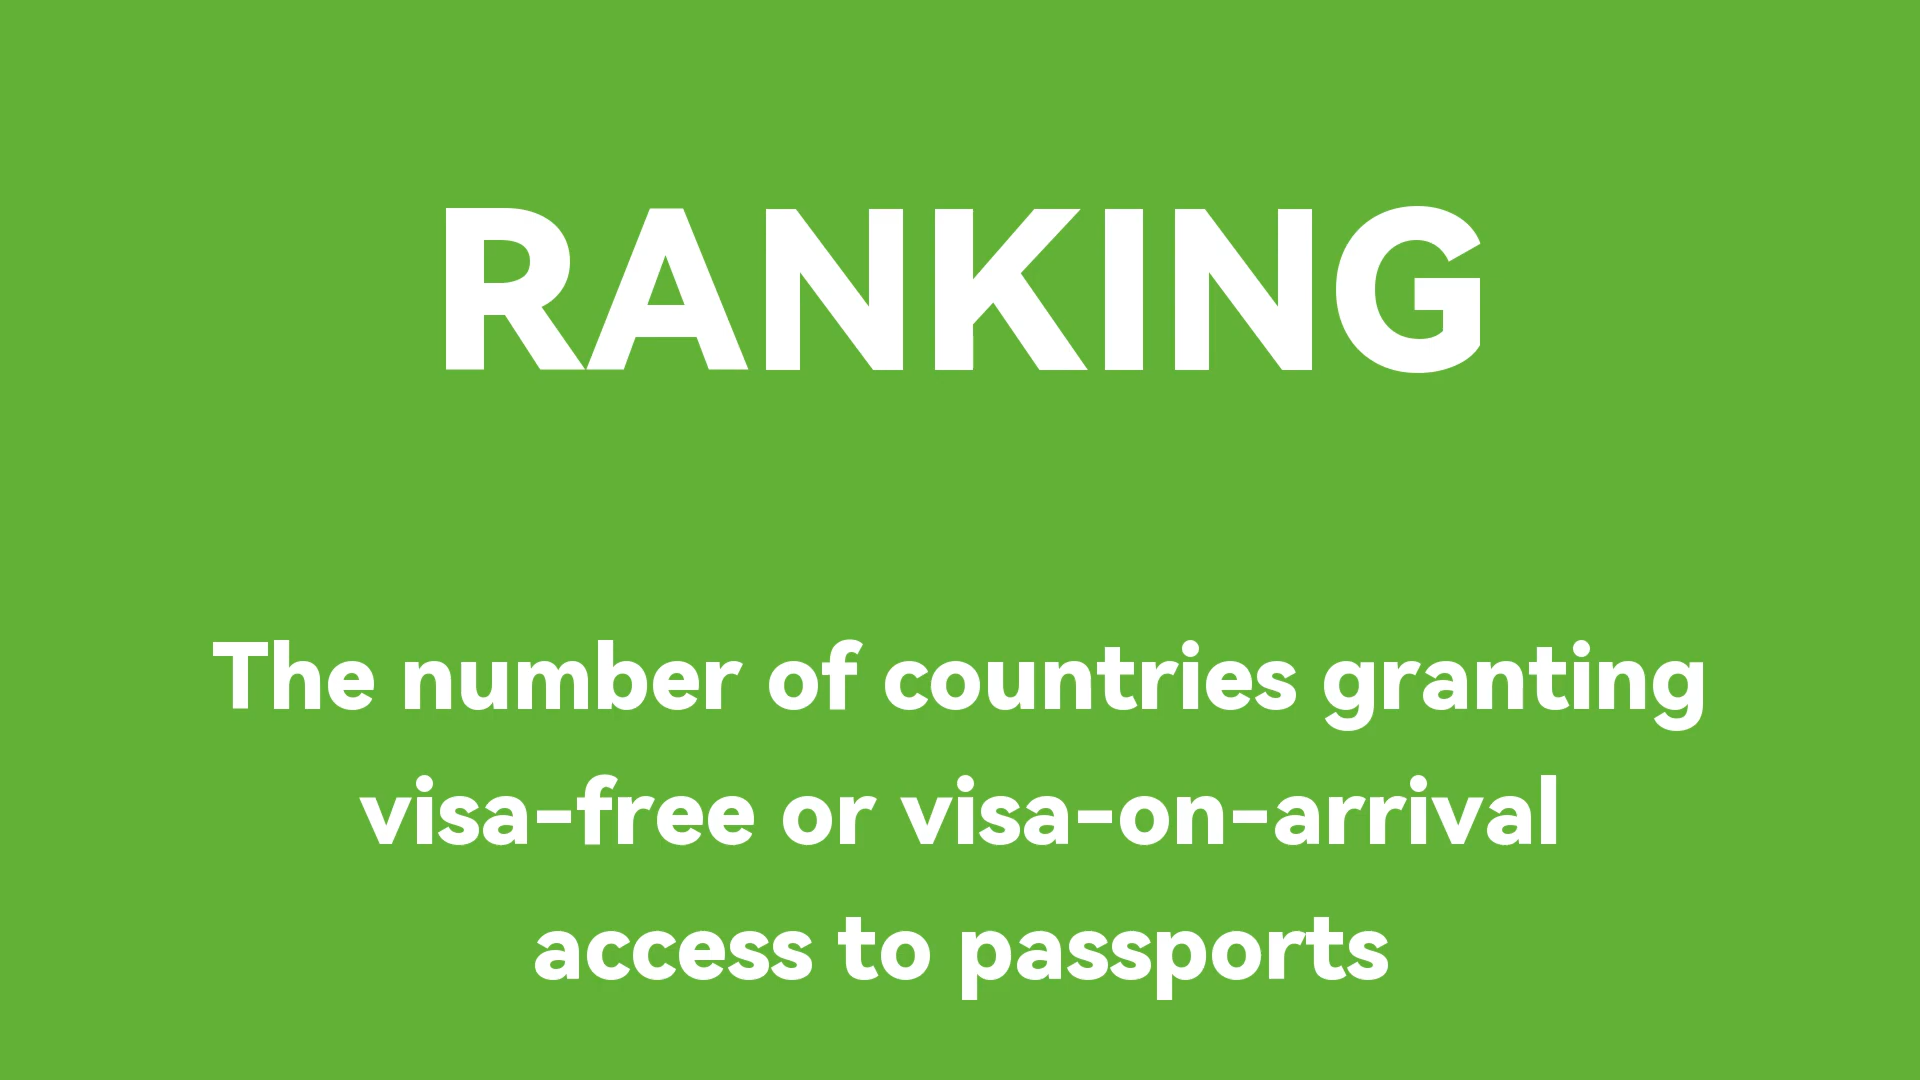 RANKING
The number of countries granting
visa-free or visa-on-arrival
access to passports